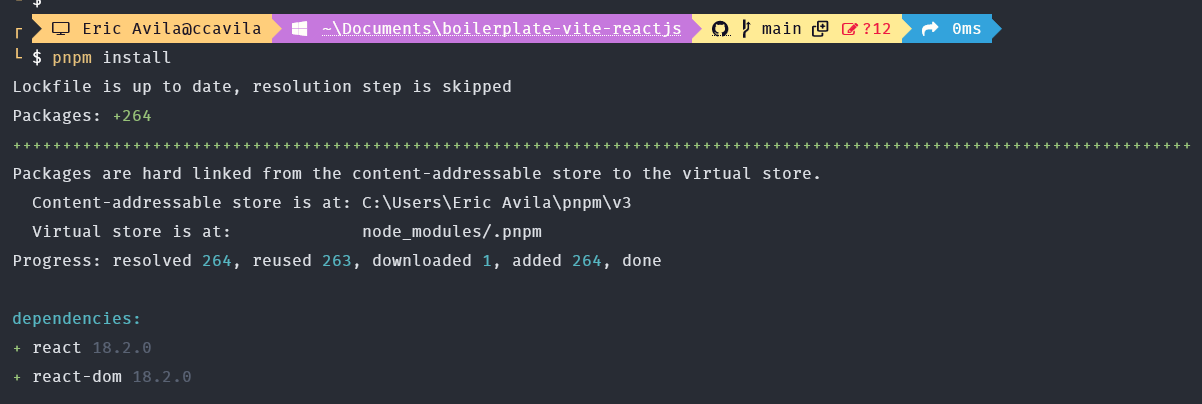 $
Eric Avila@ccavila ~\Documents\boilerplate-vite-reactjs main ?12 0ms
$ pnpm install
Lockfile is up to date, resolution step is skipped
Packages: +264
++++++++++++++++++++++++++++++++++++++++++++++++++++++++++++++++++++++++++++++++++++++++++++++++++++++++++++++++++++++
Packages are hard linked from the content-addressable store to the virtual store.
Content-addressable store is at: C:\Users\Eric Avila\pnpm\v3
Virtual store is at: node_modules/.pnpm
Progress: resolved 264, reused 263, downloaded 1, added 264, done
dependencies:
+ react 18.2.0
+ react-dom 18.2.0